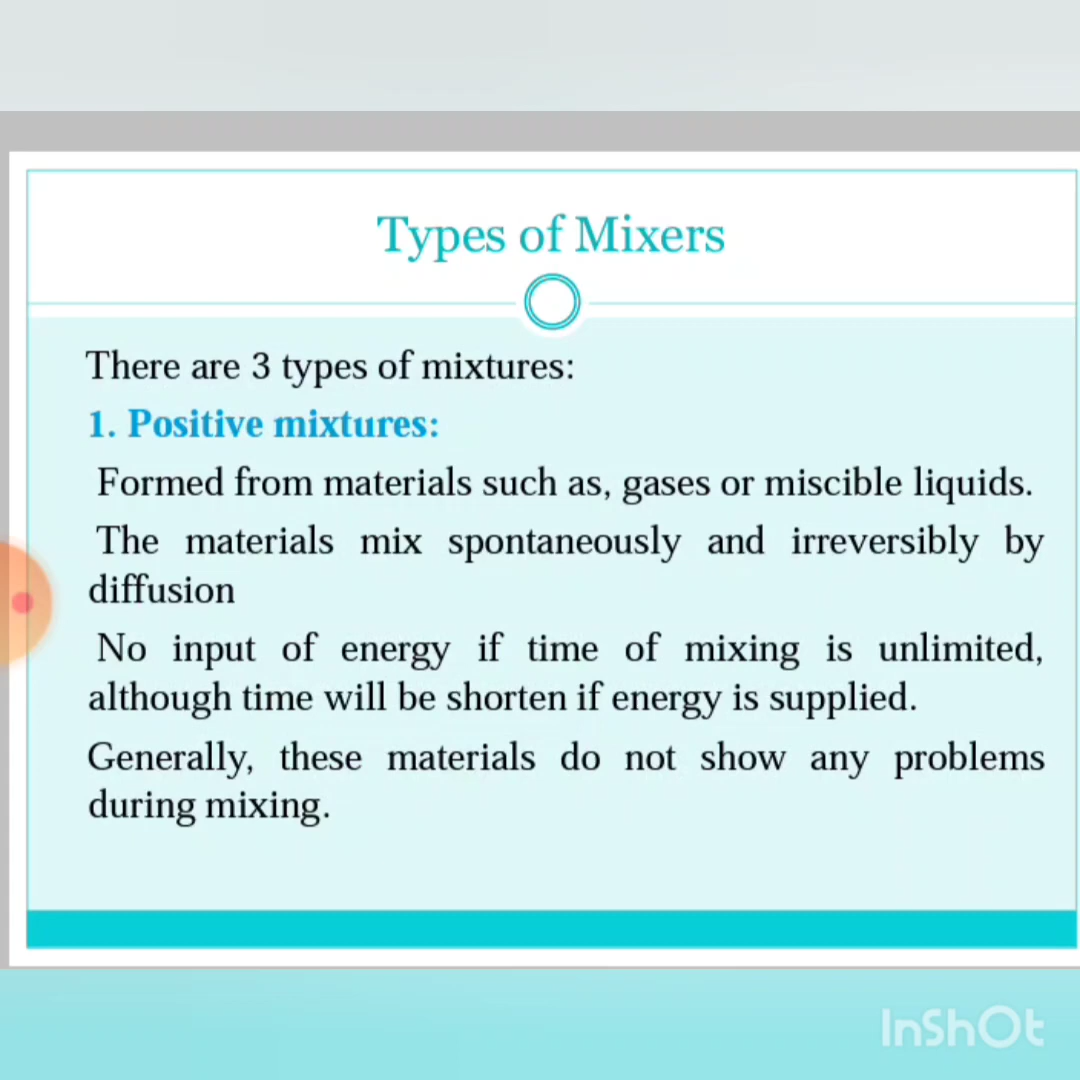 Types of Mixers
There are 3 types of mixtures:
1. Positive mixtures:
Formed from materials such as, gases or miscible liquids.
The materials mix spontaneously and irreversibly by
diffusion
No input of energy if time of mixing is unlimited,
although time will be shorten if energy is supplied.
Generally, these materials do not show any problems
during mixing.
InShOt